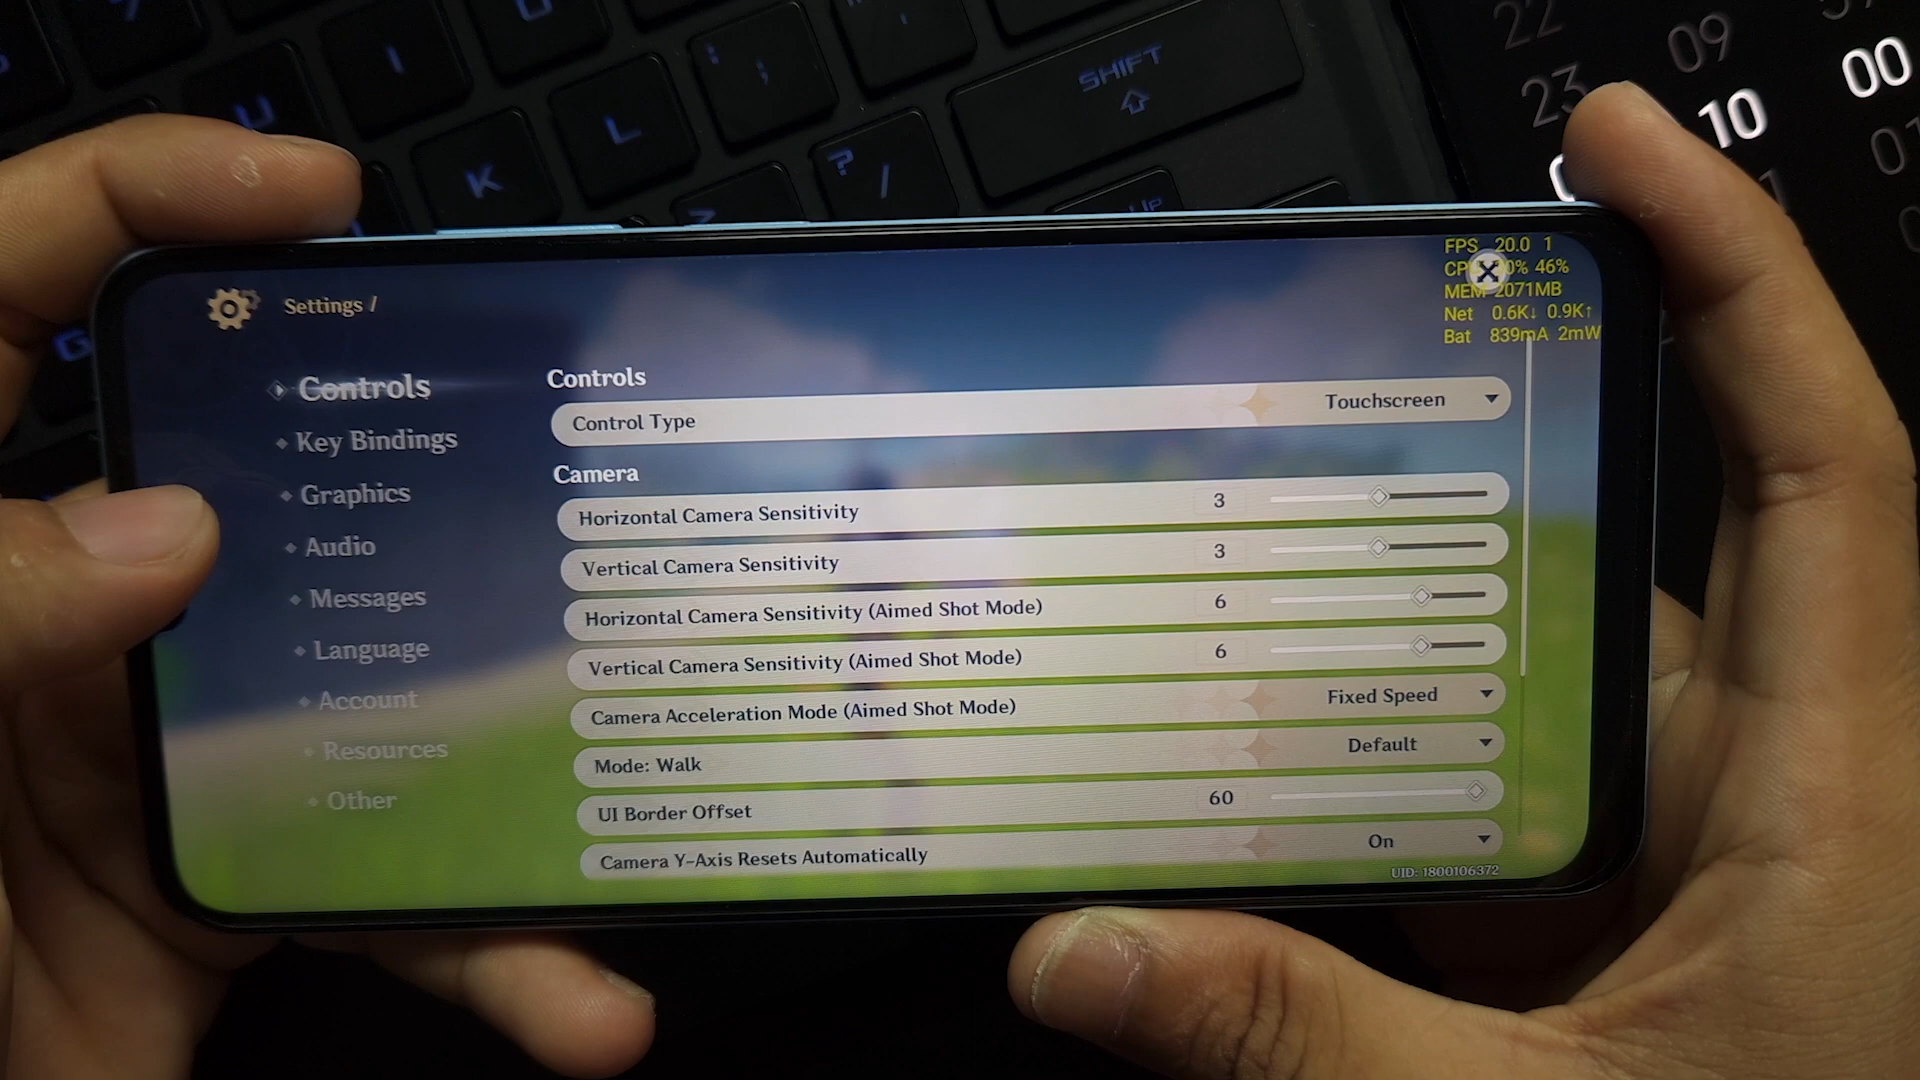 U
I
O
K
L
;
? /
SHIFT
UP
G
22
23
09
10
00
FPS 20.0 1
46%
MEM 2071MB
Net 0.6K↓ 0.9K↑
Bat 839mA 2mW
Settings /
Controls
Key Bindings
Graphics
Audio
Messages
Language
Account
Resources
Other
Controls
Control Type Touchscreen
Camera
Horizontal Camera Sensitivity 3
Vertical Camera Sensitivity 3
Horizontal Camera Sensitivity (Aimed Shot Mode) 6
Vertical Camera Sensitivity (Aimed Shot Mode) 6
Camera Acceleration Mode (Aimed Shot Mode) Fixed Speed
Mode: Walk Default
UI Border Offset 60
Camera Y-Axis Resets Automatically On
UID: 1800106372